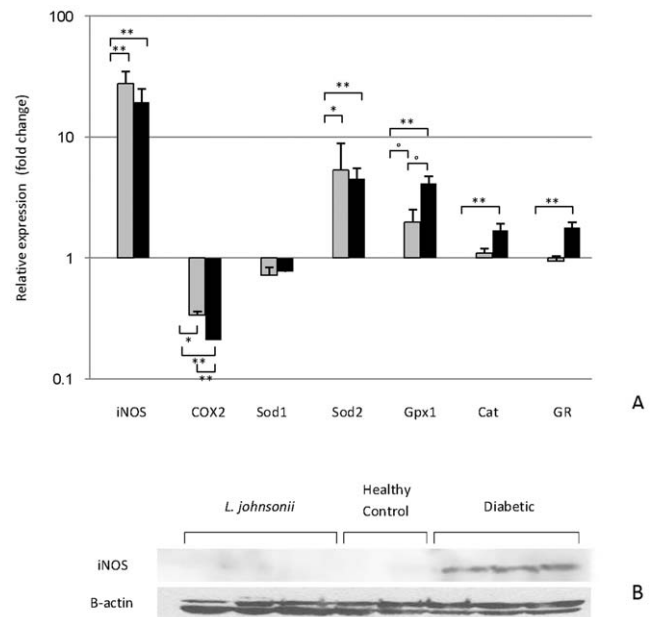 100
**
**
**
*
**
10
°
°
**
**
1
*
**
**
0.1
Relative expression (fold change)
iNOS COX2 Sod1 Sod2 Gpx1 Cat GR
A
L. johnsonii
Healthy
Control
Diabetic
iNOS
B-actin
B